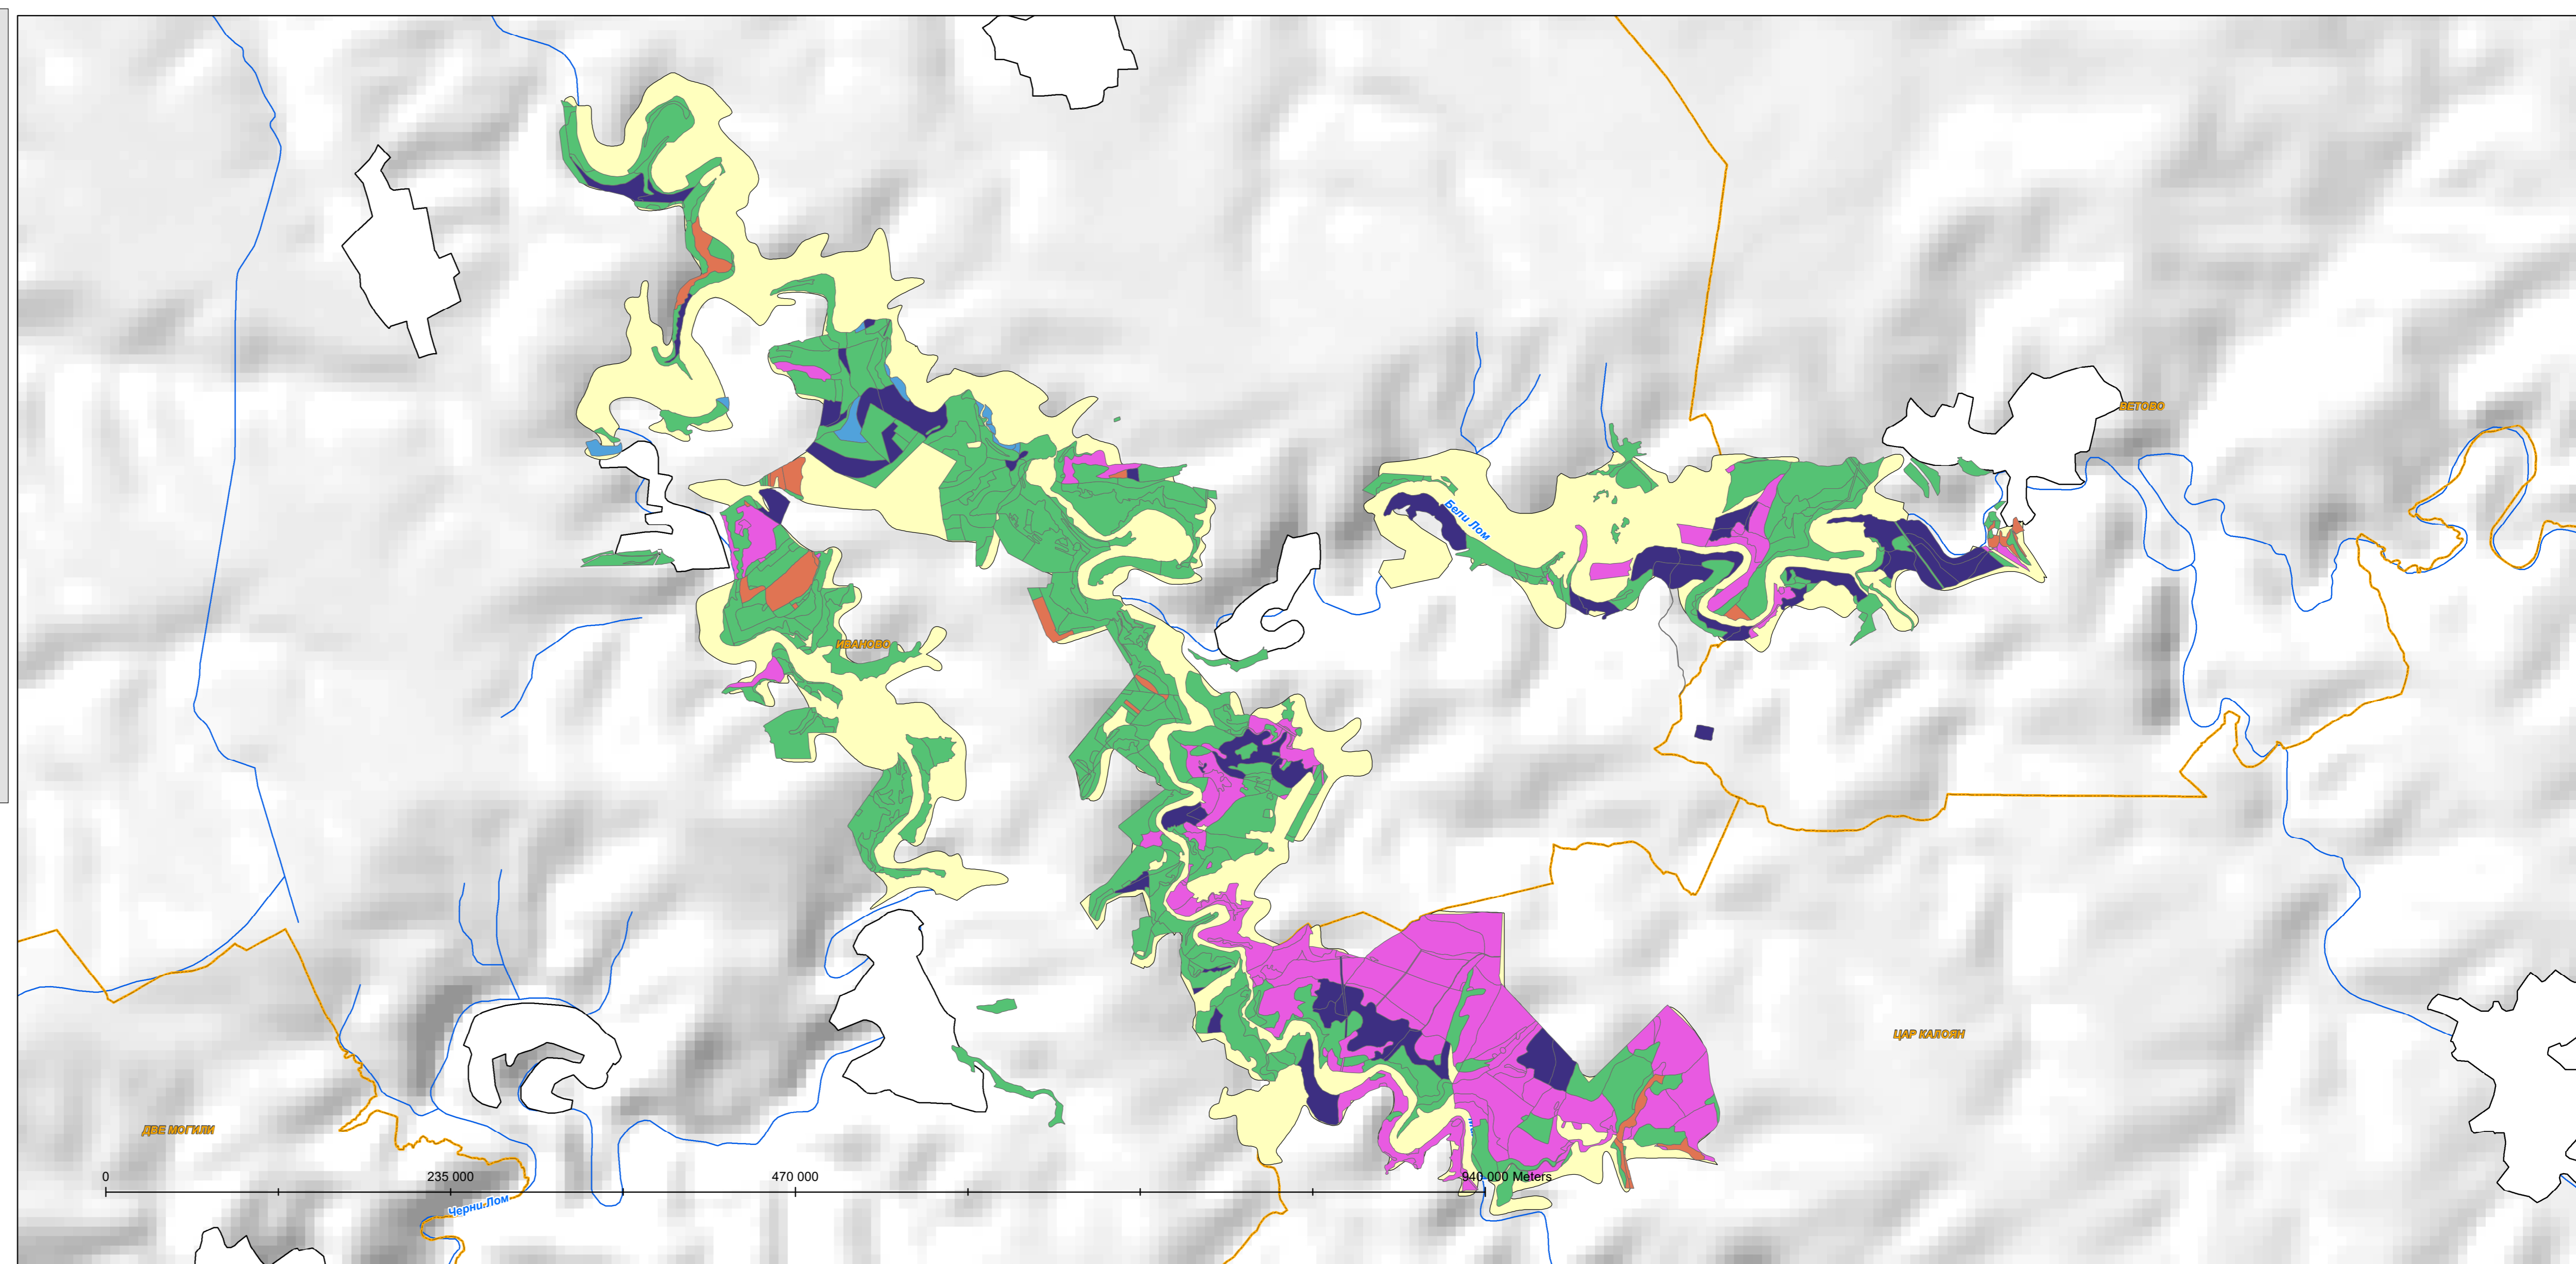 ВЕТОВО
Бели Лом
ИВАНОВО
ЦАР КАЛОЯН
ДВЕ МОГИЛИ
0 235 000 470 000 940 000 Meters
Черни Лом